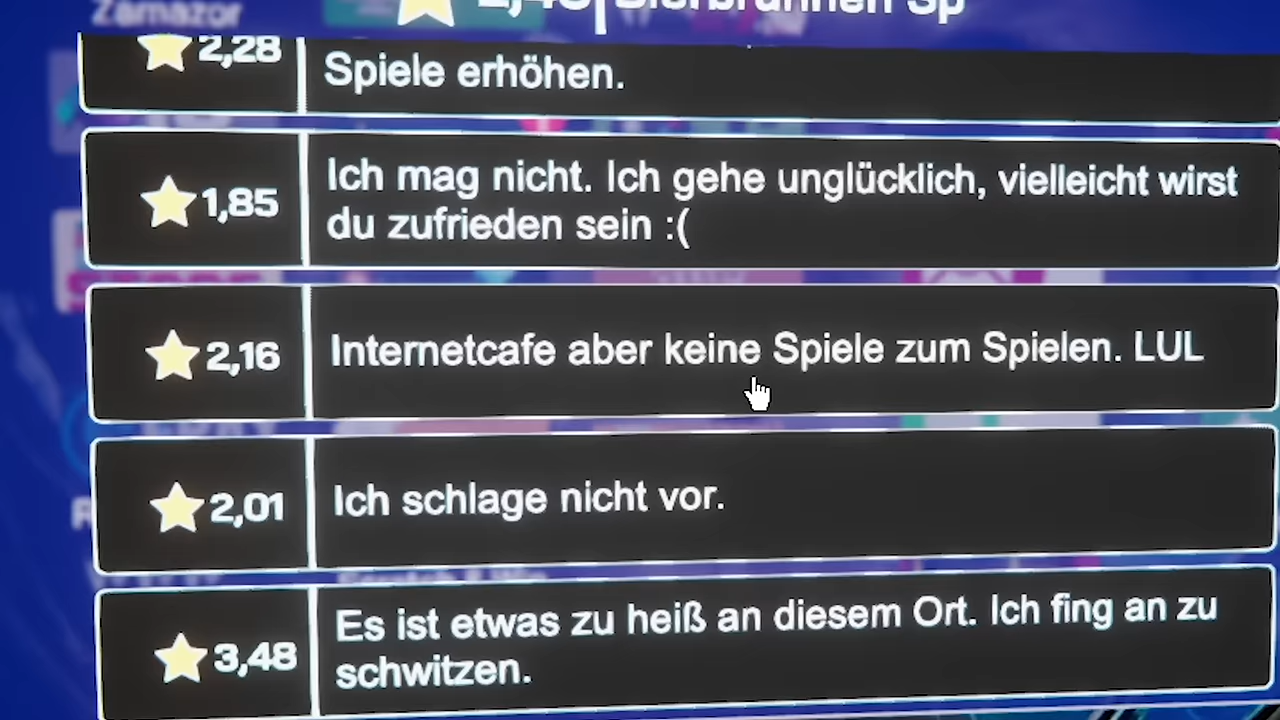 Zamazor
2,28
Spiele erhöhen.
1,85
Ich mag nicht. Ich gehe unglücklich, vielleicht wirst
du zufrieden sein :(
2,16
Internetcafe aber keine Spiele zum Spielen. LUL
2,01
Ich schlage nicht vor.
3,48
Es ist etwas zu heiß an diesem Ort. Ich fing an zu
schwitzen.